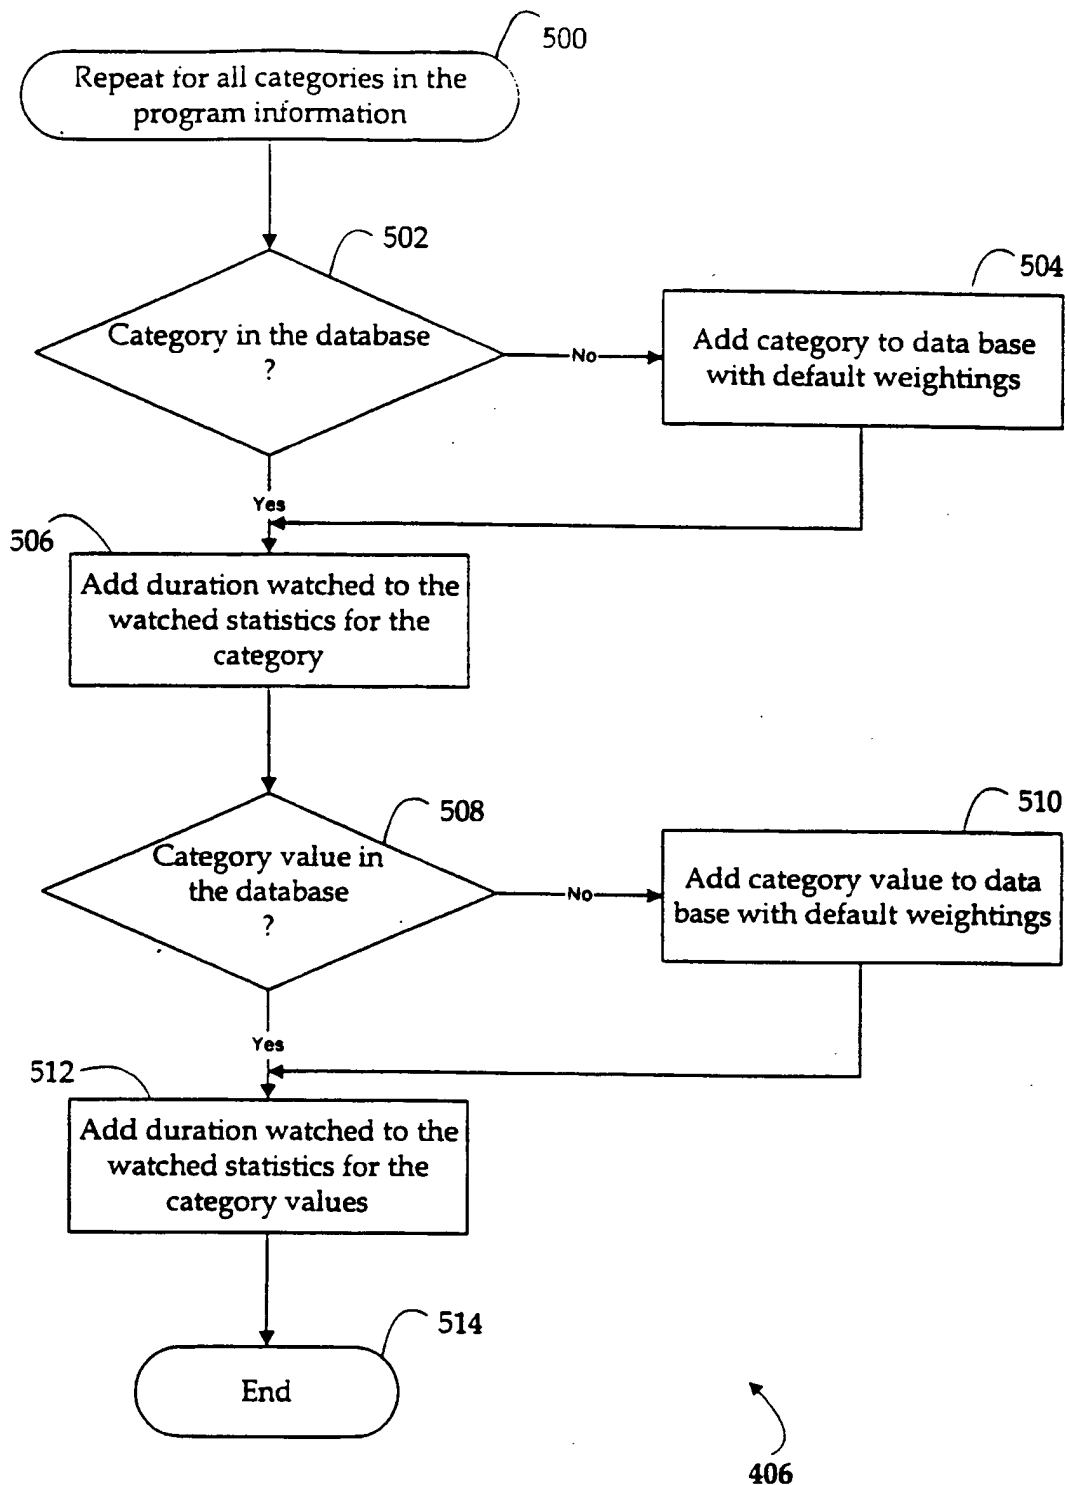 500
Repeat for all categories in the
program information
502
Category in the database
?
No
504
Add category to data base
with default weightings
Yes
506
Add duration watched to the
watched statistics for the
category
508
Category value in
the database
?
No
510
Add category value to data
base with default weightings
Yes
512
Add duration watched to the
watched statistics for the
category values
514
End
406